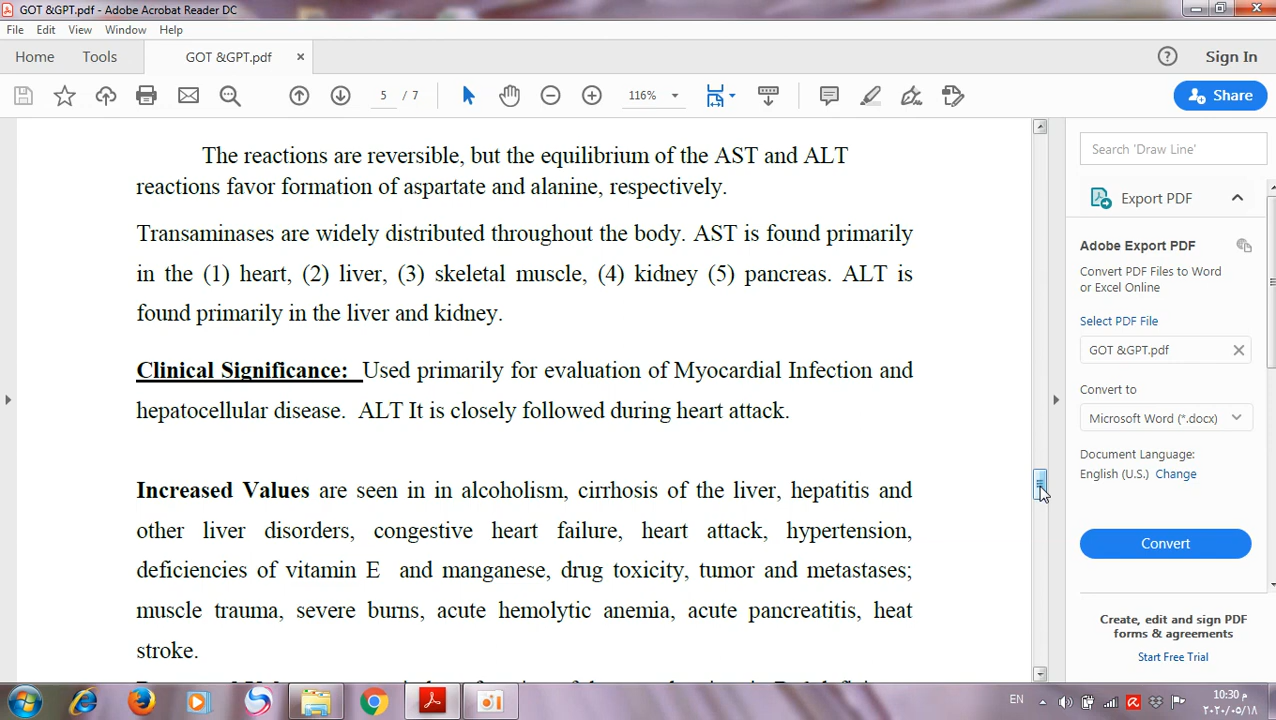 GOT &GPT.pdf - Adobe Acrobat Reader DC
File Edit View Window Help
Home Tools GOT &GPT.pdf × Sign In
5 / 7 116% Share
The reactions are reversible, but the equilibrium of the AST and ALT
reactions favor formation of aspartate and alanine, respectively.
Transaminases are widely distributed throughout the body. AST is found primarily
in the (1) heart, (2) liver, (3) skeletal muscle, (4) kidney (5) pancreas. ALT is
found primarily in the liver and kidney.
Clinical Significance: Used primarily for evaluation of Myocardial Infection and
hepatocellular disease. ALT It is closely followed during heart attack.
Increased Values are seen in in alcoholism, cirrhosis of the liver, hepatitis and
other liver disorders, congestive heart failure, heart attack, hypertension,
deficiencies of vitamin E and manganese, drug toxicity, tumor and metastases;
muscle trauma, severe burns, acute hemolytic anemia, acute pancreatitis, heat
stroke.
Search 'Draw Line'
Export PDF
Adobe Export PDF
Convert PDF Files to Word
or Excel Online
Select PDF File
GOT &GPT.pdf
Convert to
Microsoft Word (*.docx)
Document Language:
English (U.S.) Change
Convert
Create, edit and sign PDF
forms & agreements
Start Free Trial
EN
10:30 م
٢٠٢٠/٠٥/١٨